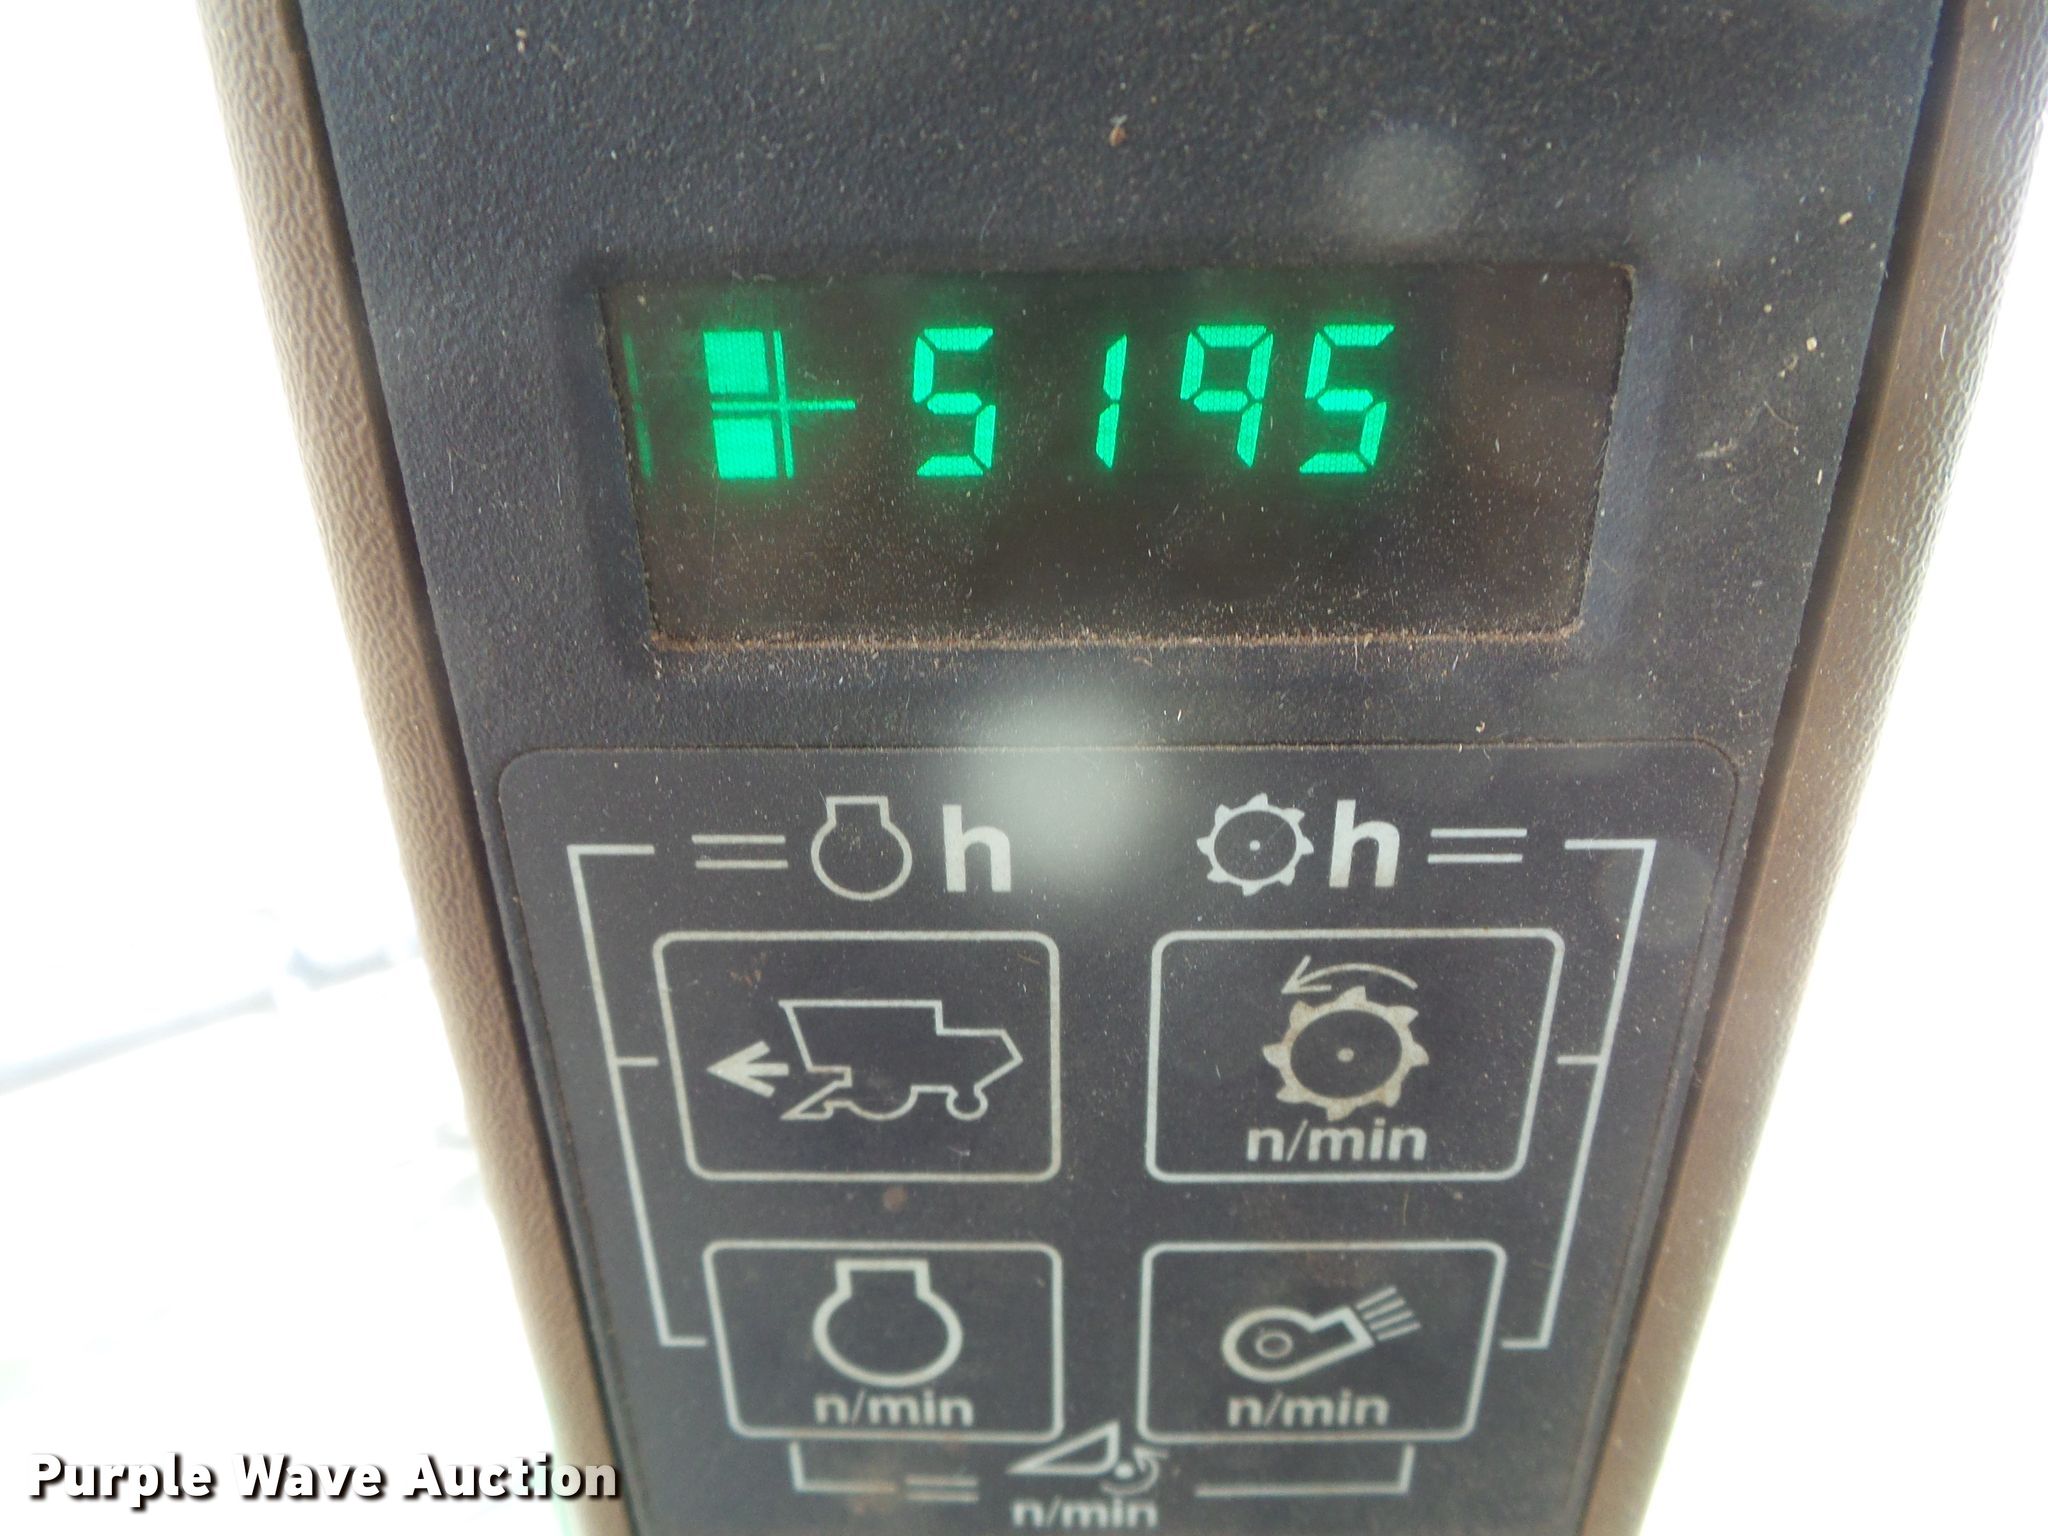 5195
= h h =
n/min
n/min n/min
= n/min
Purple Wave Auction